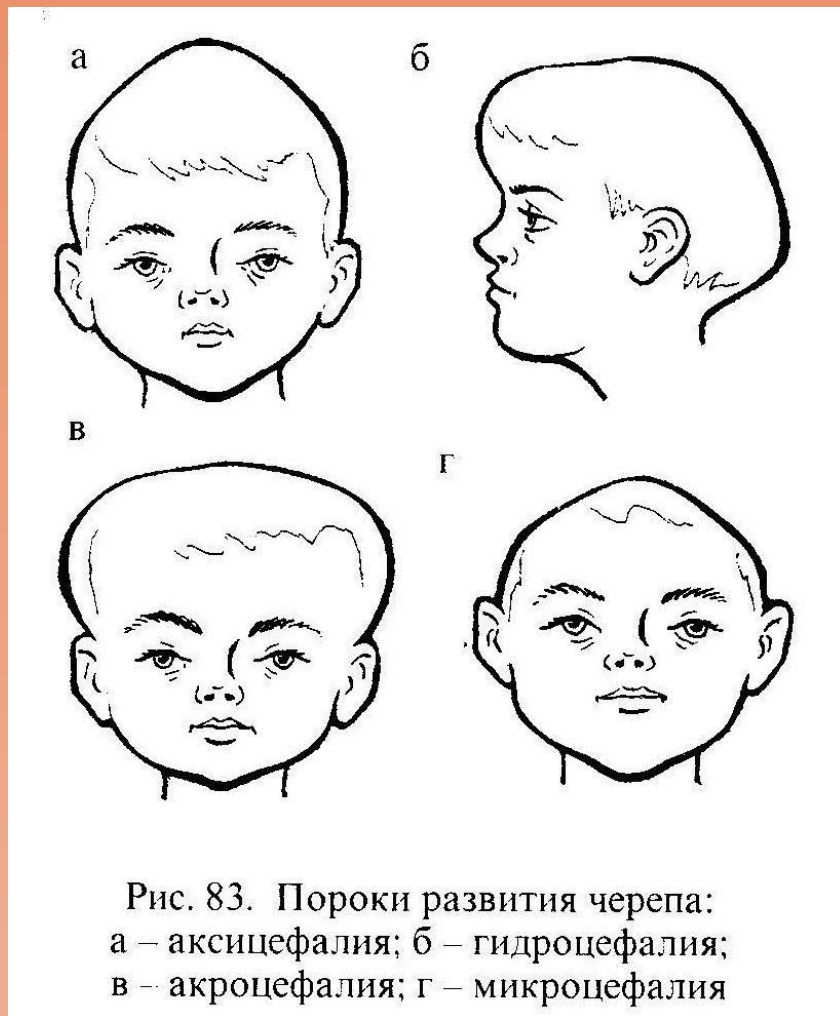 а
б
в
г
Рис. 83. Пороки развития черепа:
а – аксицефалия; б – гидроцефалия;
в – акроцефалия; г – микроцефалия